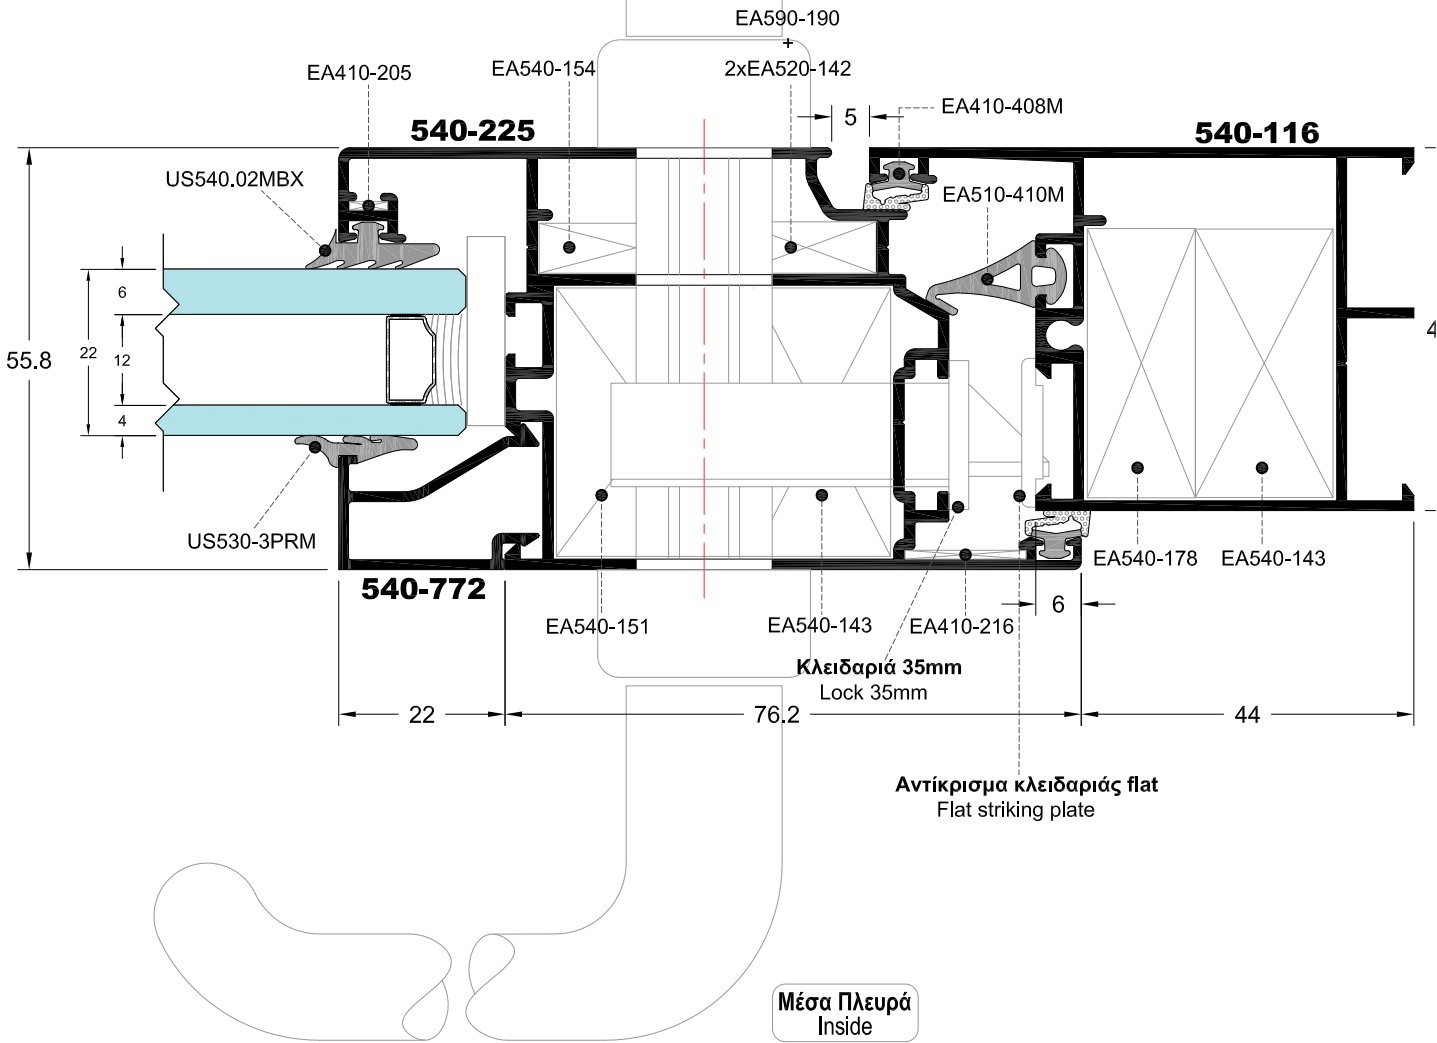 EA590-190
EA410-205
EA540-154
2xEA520-142
EA410-408M
5
540-225
540-116
US540.02MBX
EA510-410M
6
55.8
22
12
4
4
US530-3PRM
EA540-178
EA540-143
540-772
6
EA540-151
EA540-143
EA410-216
Κλειδαριά 35mm
Lock 35mm
22
76.2
44
Αντίκρισμα κλειδαριάς flat
Flat striking plate
Μέσα Πλευρά
Inside